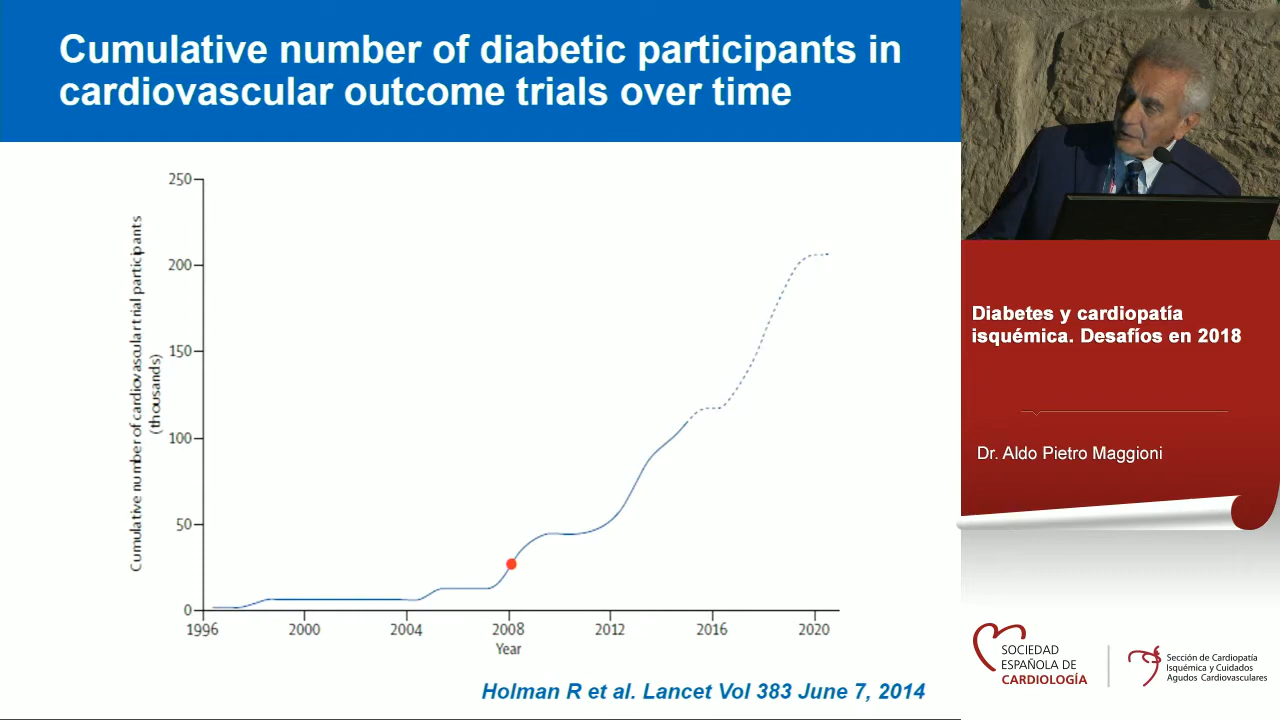 Cumulative number of diabetic participants in
cardiovascular outcome trials over time
Cumulative number of cardiovascular trial participants
(thousands)
250
200
150
100
50
0
1996
2000
2004
2008
2012
2016
2020
Year
Holman R et al. Lancet Vol 383 June 7, 2014
Diabetes y cardiopatía
isquémica. Desafíos en 2018
Dr. Aldo Pietro Maggioni
SOCIEDAD
ESPAÑOLA DE
CARDIOLOGÍA
Sección de Cardiopatía
Isquémica y Cuidados
Agudos Cardiovasculares